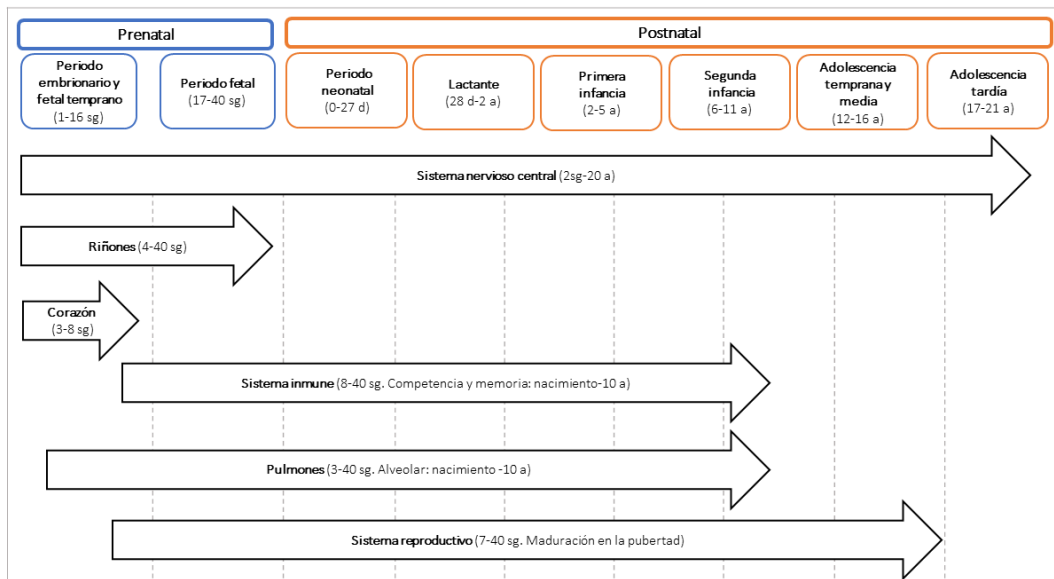 Prenatal
Postnatal
Periodo
embrionario y
fetal temprano
(1-16 sg)
Periodo fetal
(17-40 sg)
Periodo
neonatal
(0-27 d)
Lactante
(28 d-2 a)
Primera
infancia
(2-5 a)
Segunda
infancia
(6-11 a)
Adolescencia
temprana y
media
(12-16 a)
Adolescencia
tardía
(17-21 a)
Sistema nervioso central (2sg-20 a)
Riñones (4-40 sg)
Corazón
(3-8 sg)
Sistema inmune (8-40 sg. Competencia y memoria: nacimiento-10 a)
Pulmones (3-40 sg. Alveolar: nacimiento -10 a)
Sistema reproductivo (7-40 sg. Maduración en la pubertad)